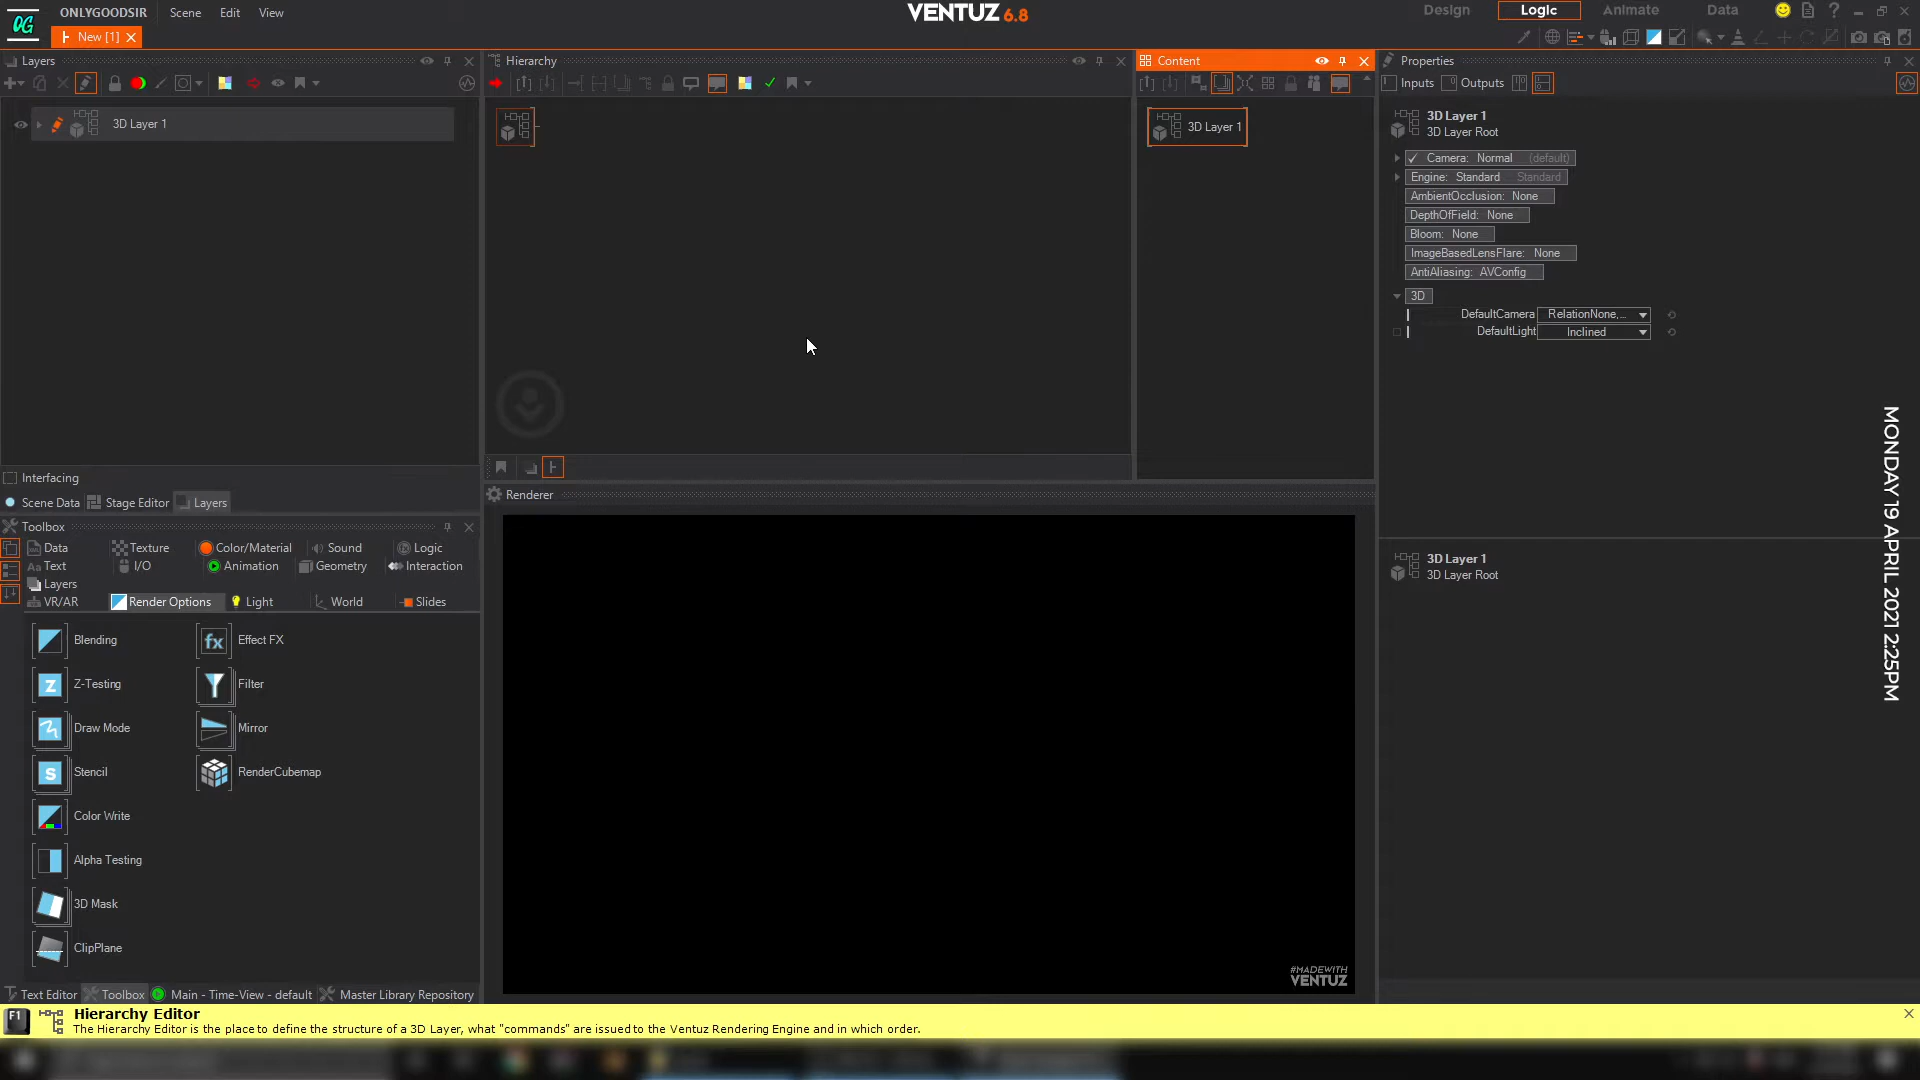 OG ONLYGOODSIR Scene Edit View VENTUZ 6.8 Design Logic Animate Data
New [1]
Layers
Hierarchy
Content
Properties
Inputs Outputs
3D Layer 1
3D Layer 1
3D Layer 1
3D Layer Root
Camera: Normal (default)
Engine: Standard Standard
AmbientOcclusion: None
DepthOfField: None
Bloom: None
ImageBasedLensFlare: None
AntiAliasing: AVConfig
3D
DefaultCamera RelationNone,...
DefaultLight Inclined
MONDAY 19 APRIL 2021 2:25PM
Interfacing
Scene Data Stage Editor Layers
Renderer
Toolbox
Data Texture Color/Material Sound Logic
Text I/O Animation Geometry Interaction
Layers
VR/AR Render Options Light World Slides
3D Layer 1
3D Layer Root
Blending Effect FX
Z-Testing Filter
Draw Mode Mirror
Stencil RenderCubemap
Color Write
Alpha Testing
3D Mask
ClipPlane
#MADEWITH
VENTUZ
Text Editor Toolbox Main - Time-View - default Master Library Repository
F1 Hierarchy Editor
The Hierarchy Editor is the place to define the structure of a 3D Layer, what "commands" are issued to the Ventuz Rendering Engine and in which order.